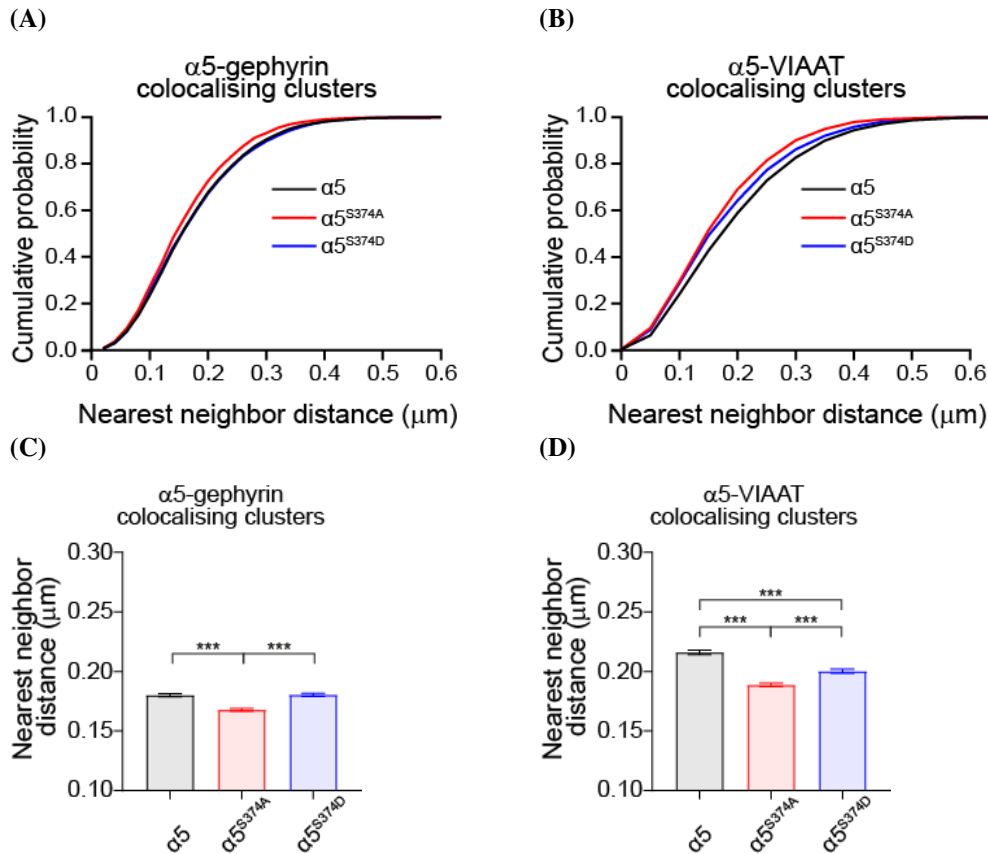 (A)
α5-gephyrin
colocalising clusters
Cumulative probability
1.0
0.8
0.6
0.4
0.2
0.0
α5
α5S374A
α5S374D
0 0.1 0.2 0.3 0.4 0.5 0.6
Nearest neighbor distance (μm)
(B)
α5-VIAAT
colocalising clusters
Cumulative probability
1.0
0.8
0.6
0.4
0.2
0.0
α5
α5S374A
α5S374D
0 0.1 0.2 0.3 0.4 0.5 0.6
Nearest neighbor distance (μm)
(C)
α5-gephyrin
colocalising clusters
Nearest neighbor
distance (μm)
0.30
0.25
0.20
0.15
0.10
*** ***
α5 α5S374A α5S374D
(D)
α5-VIAAT
colocalising clusters
Nearest neighbor
distance (μm)
0.30
0.25
0.20
0.15
0.10
***
*** ***
α5 α5S374A α5S374D